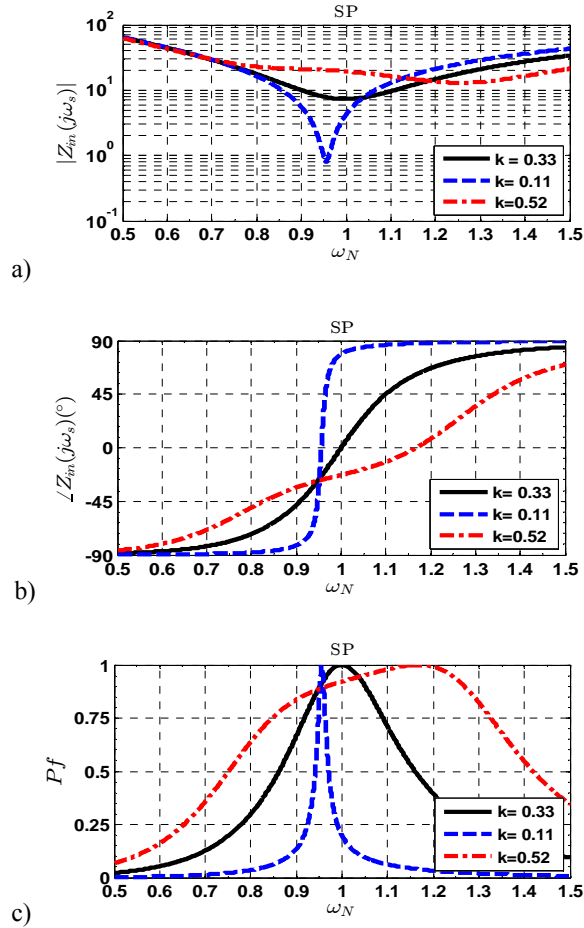 SP
|Z_in(jω_s)|
10^2
10^1
10^0
10^-1
k = 0.33
k= 0.11
k=0.52
0.5 0.6 0.7 0.8 0.9 1 1.1 1.2 1.3 1.4 1.5
ω_N
a)
SP
∠Z_in(jω_s)(°)
90
45
0
-45
-90
k= 0.33
k= 0.11
k=0.52
0.5 0.6 0.7 0.8 0.9 1 1.1 1.2 1.3 1.4 1.5
ω_N
b)
SP
Pf
1
0.75
0.5
0.25
0
k = 0.33
k= 0.11
k=0.52
0.5 0.6 0.7 0.8 0.9 1 1.1 1.2 1.3 1.4 1.5
ω_N
c)